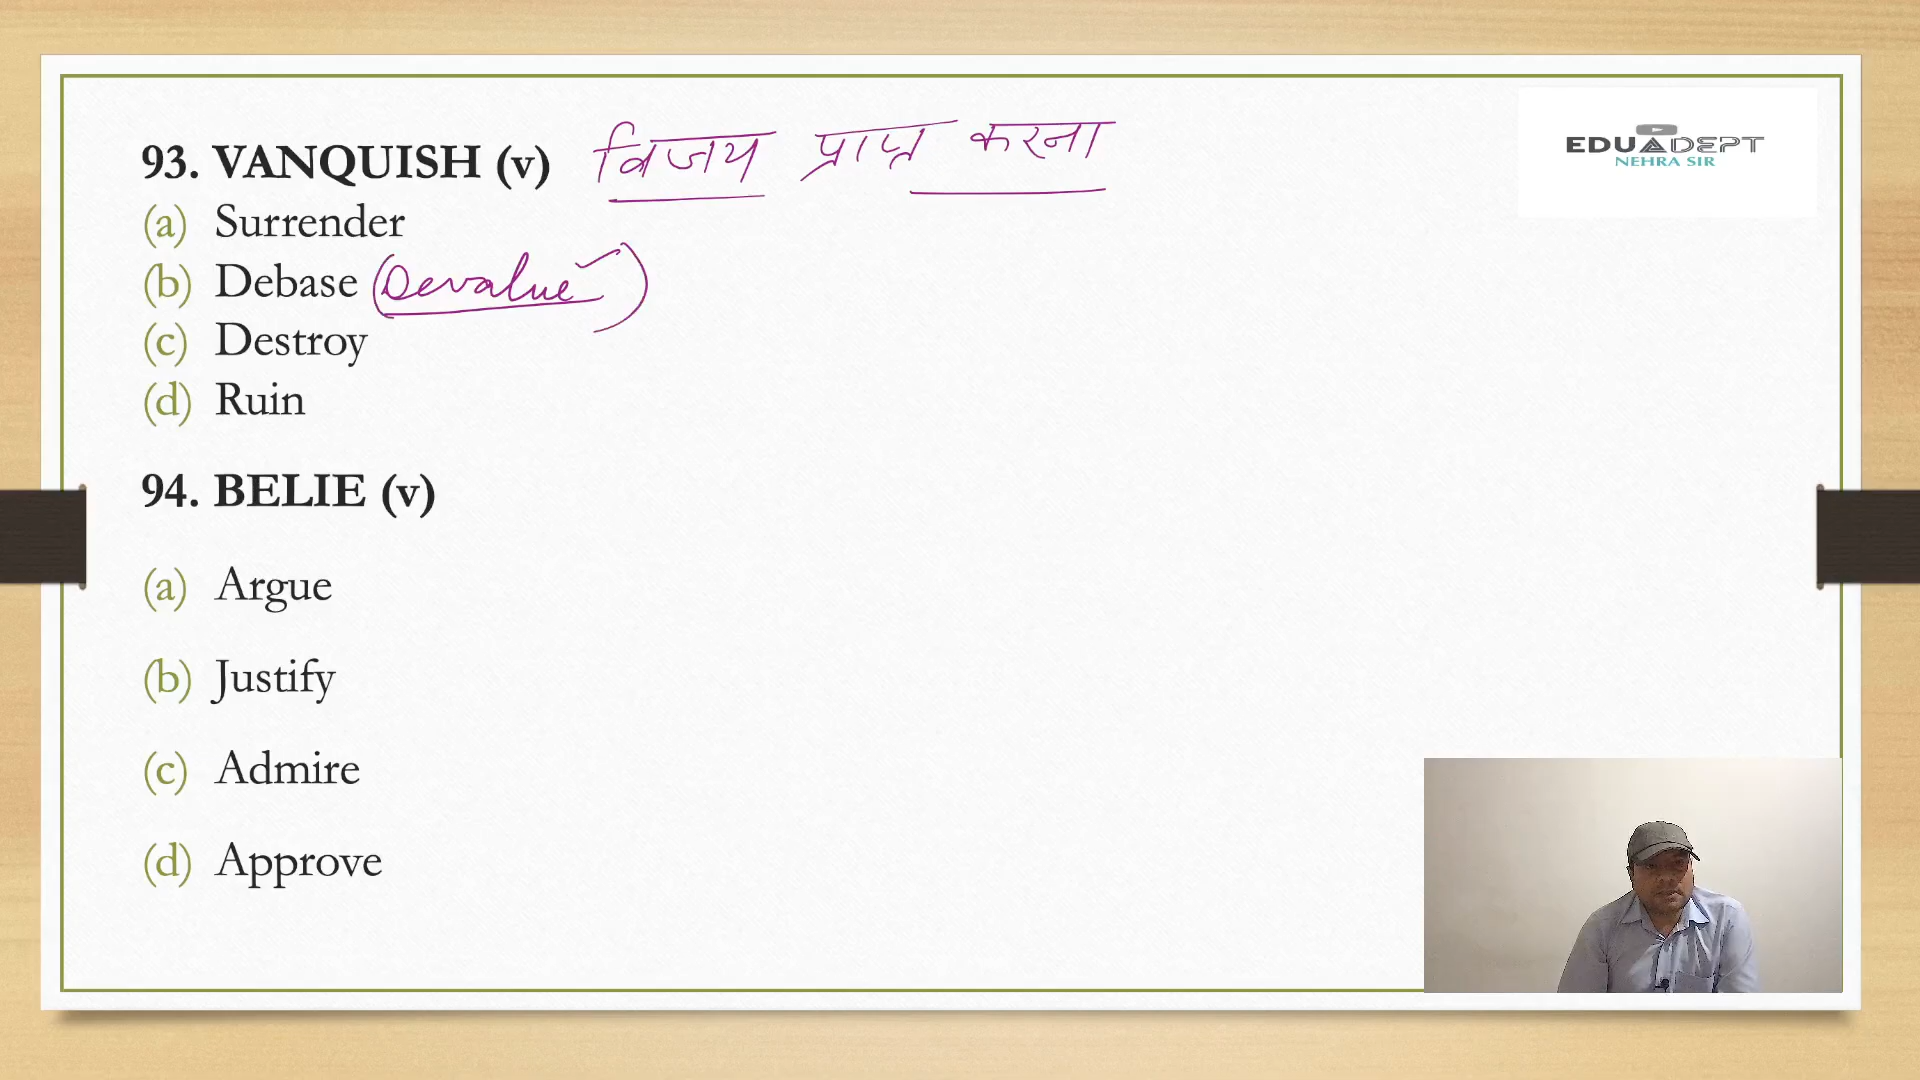 93. VANQUISH (v) विजय प्राप्त करना
(a) Surrender
(b) Debase (Devalue)
(c) Destroy
(d) Ruin
94. BELIE (v)
(a) Argue
(b) Justify
(c) Admire
(d) Approve
EDUADEPT
NEHRA SIR